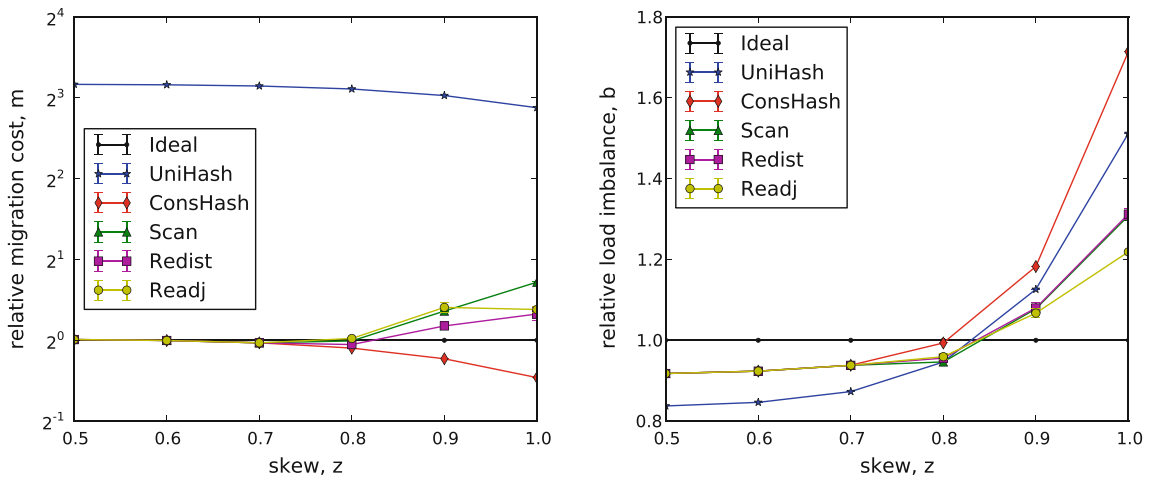 2^4
2^3
2^2
2^1
2^0
2^-1
relative migration cost, m
Ideal
UniHash
ConsHash
Scan
Redist
Readj
0.5 0.6 0.7 0.8 0.9 1.0
skew, z
1.8
1.6
1.4
1.2
1.0
0.8
relative load imbalance, b
Ideal
UniHash
ConsHash
Scan
Redist
Readj
0.5 0.6 0.7 0.8 0.9 1.0
skew, z